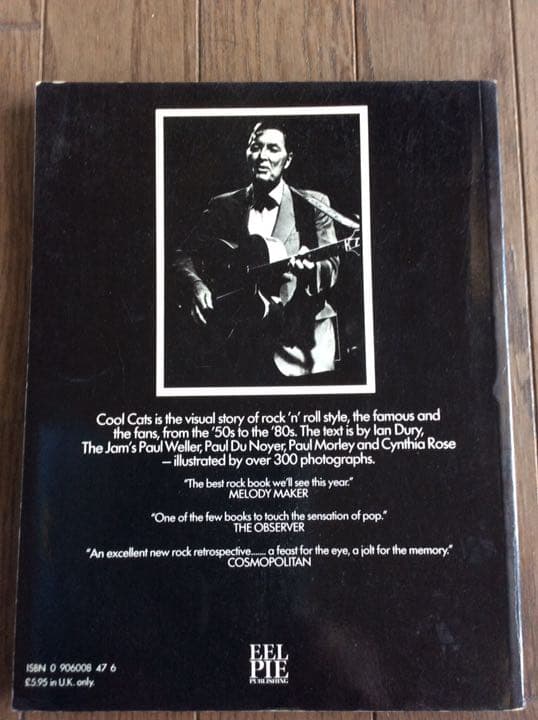 Cool Cats is the visual story of rock 'n' roll style, the famous and
the fans, from the '50s to the '80s. The text is by Ian Dury,
The Jam's Paul Weller, Paul Du Noyer, Paul Morley and Cynthia Rose
– illustrated by over 300 photographs.
"The best rock book we'll see this year."
MELODY MAKER
"One of the few books to touch the sensation of pop."
THE OBSERVER
"An excellent new rock retrospective...... a feast for the eye, a jolt for the memory."
COSMOPOLITAN
ISBN 0 906008 47 6
£5.95 in U.K. only.
EEL
PIE
PUBLISHING